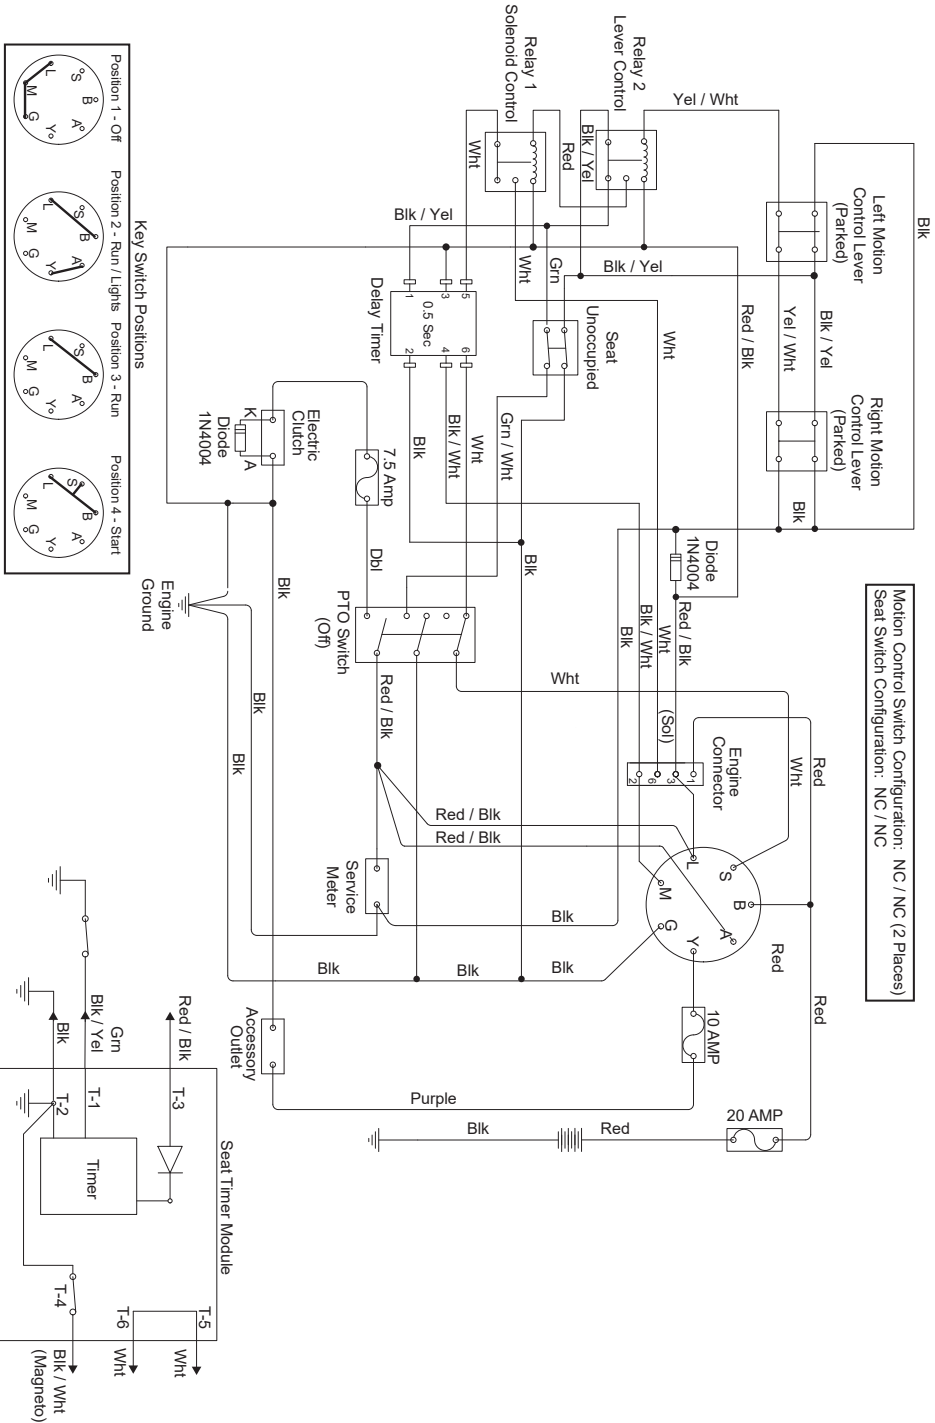 Motion Control Switch Configuration: NC / NC (2 Places)
Seat Switch Configuration: NC / NC
Relay 1
Solenoid Control
Relay 2
Lever Control
Yel / Wht
Blk
Left Motion
Control Lever
(Parked)
Right Motion
Control Lever
(Parked)
Wht
Red
Blk / Yel
Blk / Yel
Grn
Wht
Blk / Yel
Wht
Red / Blk
Yel / Wht
Blk / Yel
Blk
Seat
Unoccupied
Delay Timer
0.5 Sec
1
3
5
2
4
6
Blk
Blk / Wht
Wht
Grn / Wht
Blk
Electric
Clutch
K
A
Diode
1N4004
7.5 Amp
Dbl
Blk
Engine
Ground
PTO Switch
(Off)
Red / Blk
Wht
Diode
1N4004
Red / Blk
Wht
Blk / Wht
Blk
(Sol)
Engine
Connector
1
3
6
2
Red
Wht
Red / Blk
Red / Blk
Service
Meter
Blk
Blk
Blk
Blk
Blk
Blk
L
S
B
A
Y
G
M
Red
Red
10 AMP
20 AMP
Accessory
Outlet
Purple
Blk
Red
Key Switch Positions
Position 1 - Off
Position 2 - Run / Lights
Position 3 - Run
Position 4 - Start
B
A
Y
G
M
L
S
B
A
Y
G
M
L
S
B
A
Y
G
M
L
S
B
A
Y
G
M
L
S
Seat Timer Module
Red / Blk
Grn
Blk / Yel
Blk
T-3
T-1
T-2
Timer
T-4
T-5
T-6
Wht
Wht
Blk / Wht
(Magneto)